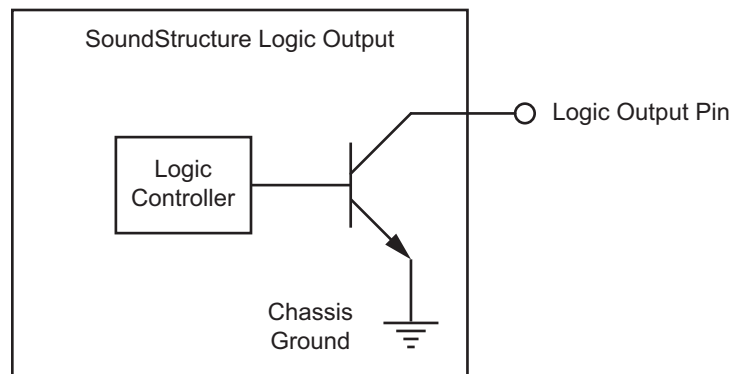 SoundStructure Logic Output
Logic Output Pin
Logic
Controller
Chassis
Ground